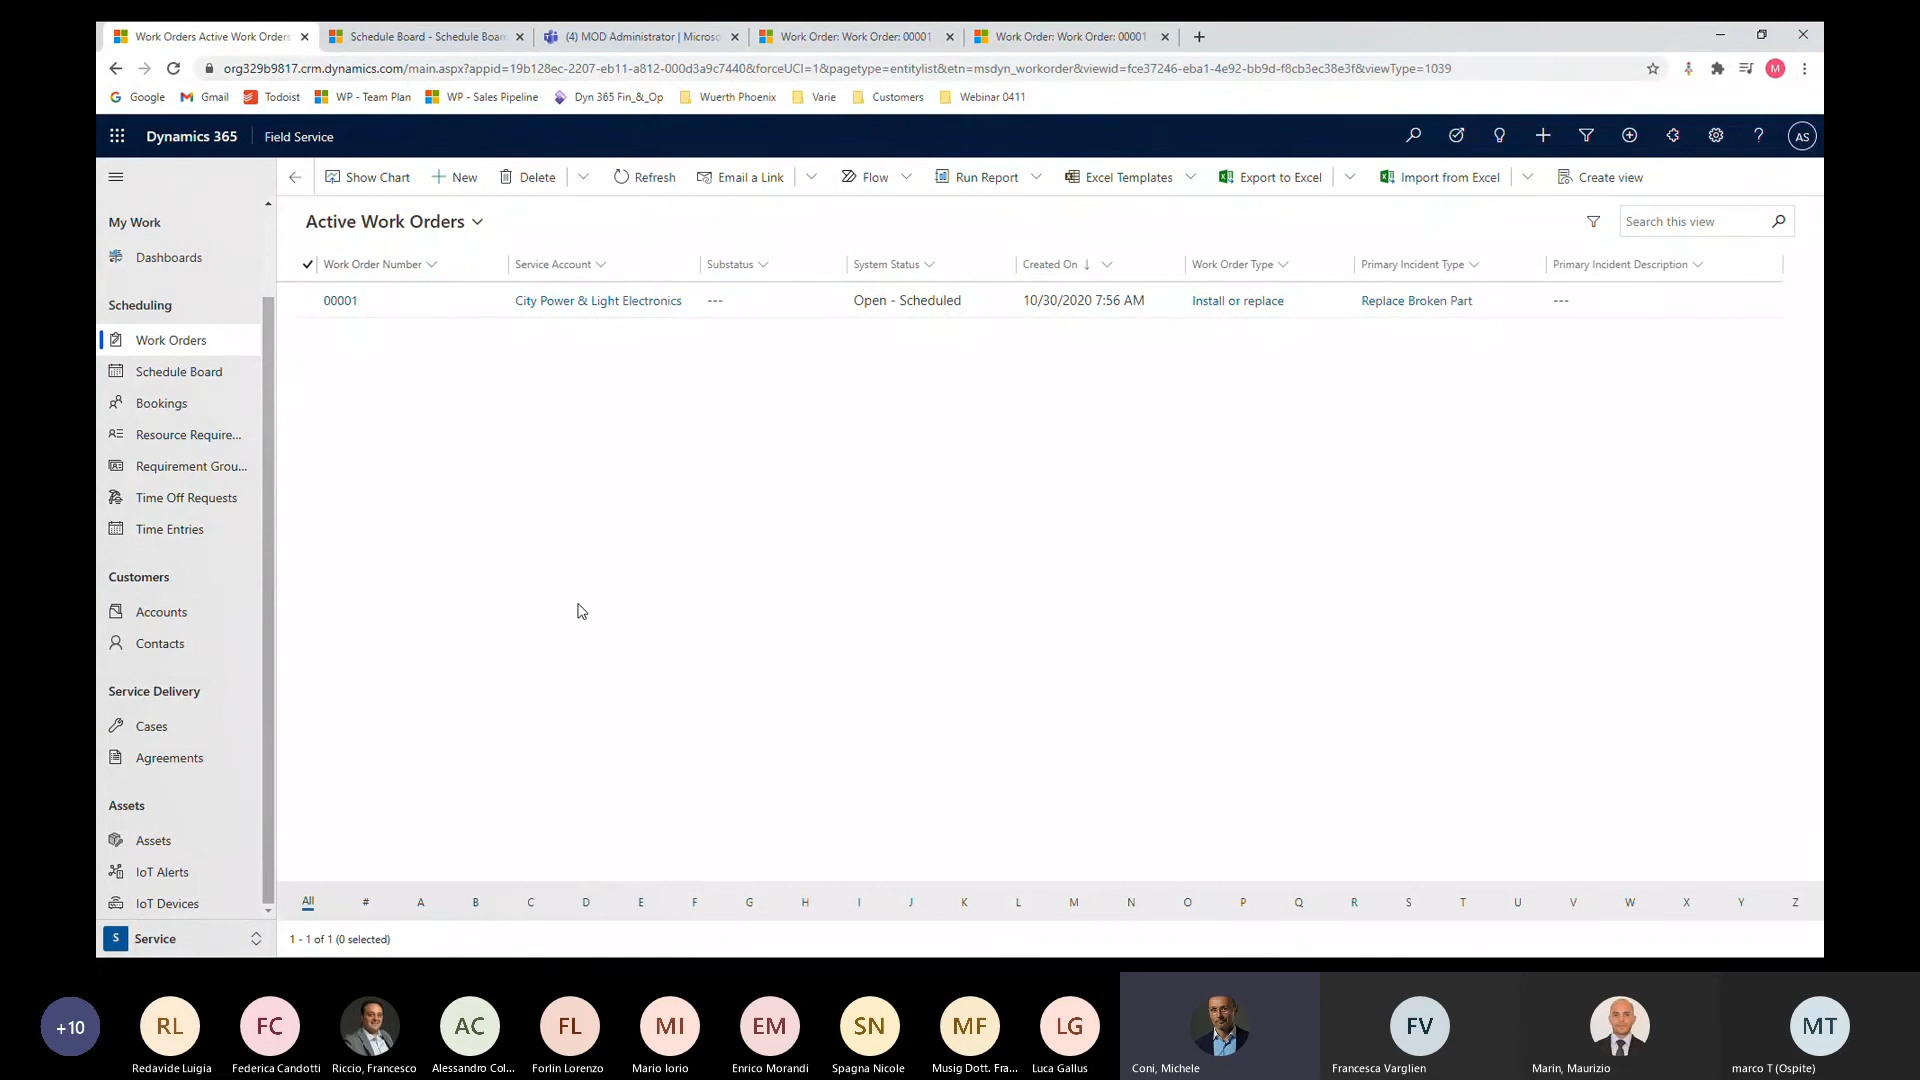 Work Orders Active Work Orders
Schedule Board - Schedule Boar
(4) MOD Administrator | Microso
Work Order: Work Order: 00001
Work Order: Work Order: 00001
org329b9817.crm.dynamics.com/main.aspx?appid=19b128ec-2207-eb11-a812-000d3a9c7440&forceUCI=1&pagetype=entitylist&etn=msdyn_workorder&viewid=fce37246-eba1-4e92-bb9d-f8cb3ec38e3f&viewType=1039
M
Google Gmail Todoist WP - Team Plan WP - Sales Pipeline Dyn 365 Fin_&_Op Wuerth Phoenix Varie Customers Webinar 0411
Dynamics 365 Field Service
AS
Show Chart New Delete Refresh Email a Link Flow Run Report Excel Templates Export to Excel Import from Excel Create view
Active Work Orders
Search this view
Work Order Number Service Account Substatus System Status Created On Work Order Type Primary Incident Type Primary Incident Description
00001 City Power & Light Electronics --- Open - Scheduled 10/30/2020 7:56 AM Install or replace Replace Broken Part ---
My Work
Dashboards
Scheduling
Work Orders
Schedule Board
Bookings
Resource Require...
Requirement Grou...
Time Off Requests
Time Entries
Customers
Accounts
Contacts
Service Delivery
Cases
Agreements
Assets
Assets
IoT Alerts
IoT Devices
S Service
All # A B C D E F G H I J K L M N O P Q R S T U V W X Y Z
1 - 1 of 1 (0 selected)
+10
RL
FC
AC
FL
MI
EM
SN
MF
LG
FV
MT
Redavide Luigia
Federica Candotti
Riccio, Francesco
Alessandro Col...
Forlin Lorenzo
Mario Iorio
Enrico Morandi
Spagna Nicole
Musig Dott. Fra...
Luca Gallus
Coni, Michele
Francesca Varglien
Marin, Maurizio
marco T (Ospite)